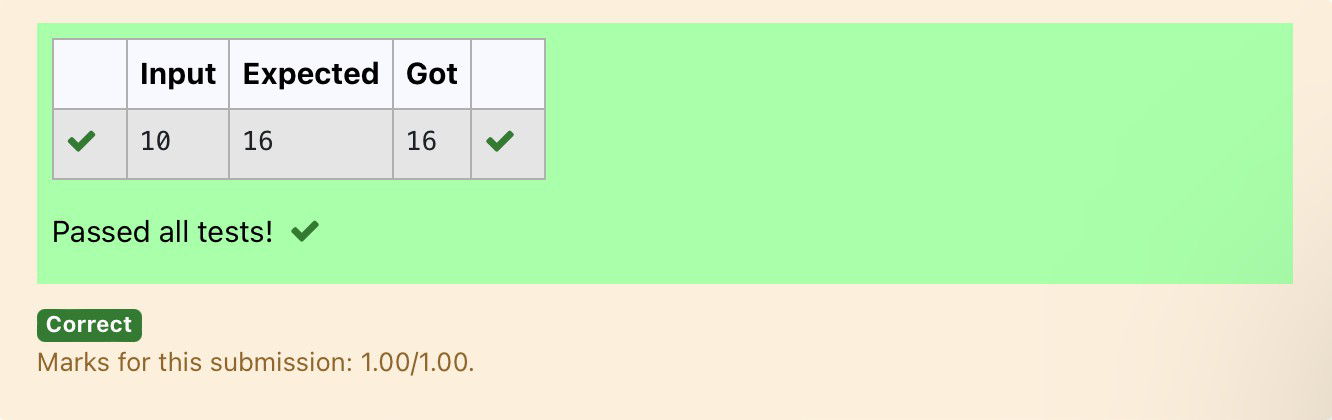 Input Expected Got
10 16 16
Passed all tests!
Correct
Marks for this submission: 1.00/1.00.